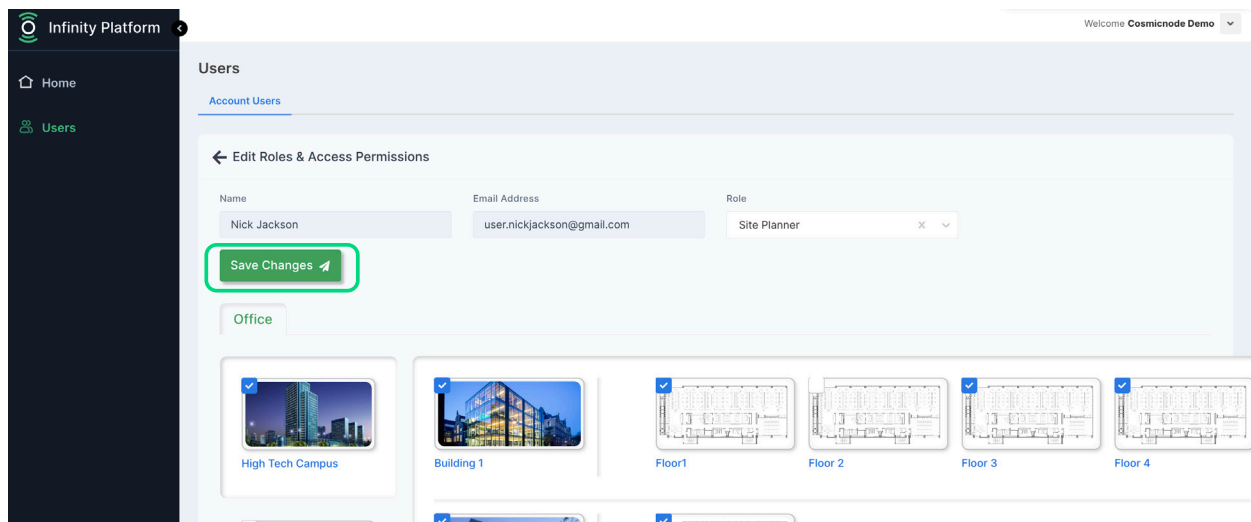 Infinity Platform
Welcome Cosmicnode Demo
Home
Users
Users
Account Users
Edit Roles & Access Permissions
Name
Email Address
Role
Nick Jackson
user.nickjackson@gmail.com
Site Planner
Save Changes
Office
High Tech Campus
Building 1
Floor1
Floor 2
Floor 3
Floor 4